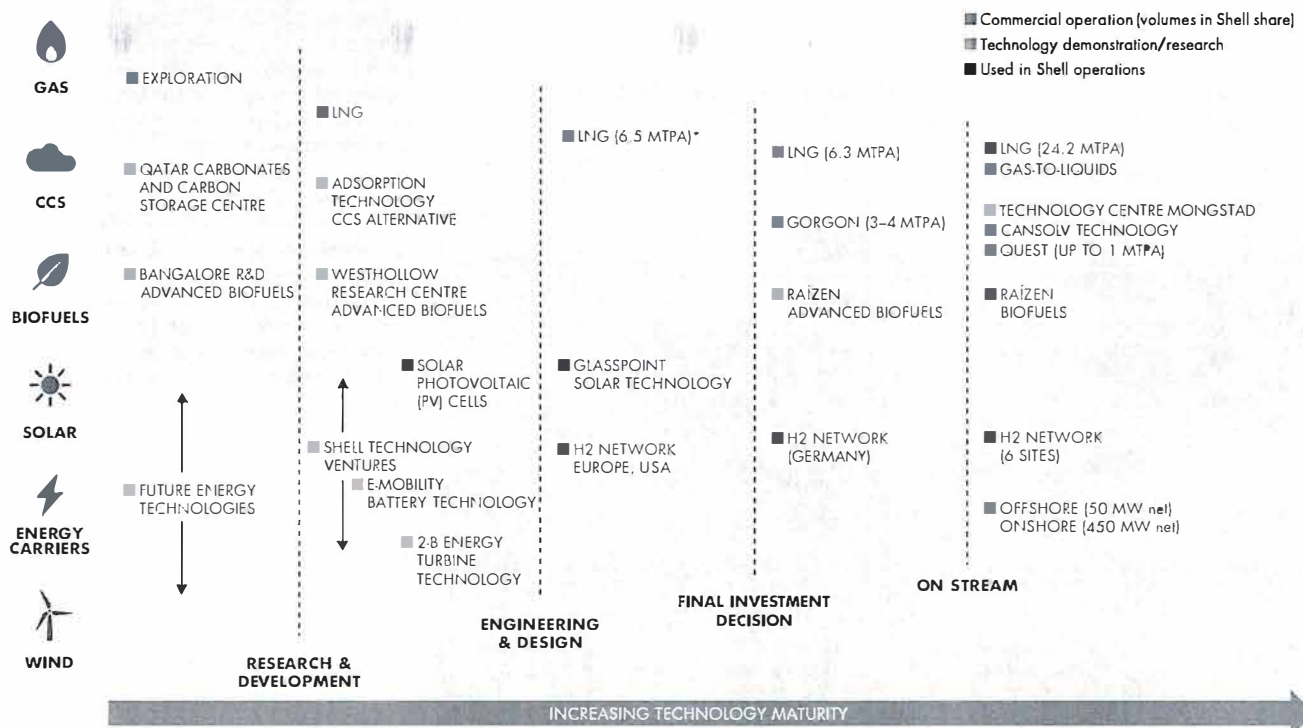 Commercial operation (volumes in Shell share)
Technology demonstration/research
Used in Shell operations
GAS
CCS
BIOFUELS
SOLAR
ENERGY
CARRIERS
WIND
EXPLORATION
QATAR CARBONATES
AND CARBON
STORAGE CENTRE
BANGALORE R&D
ADVANCED BIOFUELS
FUTURE ENERGY
TECHNOLOGIES
LNG
ADSORPTION
TECHNOLOGY
CCS ALTERNATIVE
WESTHOLLOW
RESEARCH CENTRE
ADVANCED BIOFUELS
SOLAR
PHOTOVOLTAIC
(PV) CELLS
SHELL TECHNOLOGY
VENTURES
E-MOBILITY
BATTERY TECHNOLOGY
2-B ENERGY
TURBINE
TECHNOLOGY
LNG (6.5 MTPA)*
GLASSPOINT
SOLAR TECHNOLOGY
H2 NETWORK
EUROPE, USA
LNG (6.3 MTPA)
GORGON (3–4 MTPA)
RAÍZEN
ADVANCED BIOFUELS
H2 NETWORK
(GERMANY)
LNG (24.2 MTPA)
GAS-TO-LIQUIDS
TECHNOLOGY CENTRE MONGSTAD
CANSOLV TECHNOLOGY
QUEST (UP TO 1 MTPA)
RAÍZEN
BIOFUELS
H2 NETWORK
(6 SITES)
OFFSHORE (50 MW net)
ONSHORE (450 MW net)
RESEARCH &
DEVELOPMENT
ENGINEERING
& DESIGN
FINAL INVESTMENT
DECISION
ON STREAM
INCREASING TECHNOLOGY MATURITY